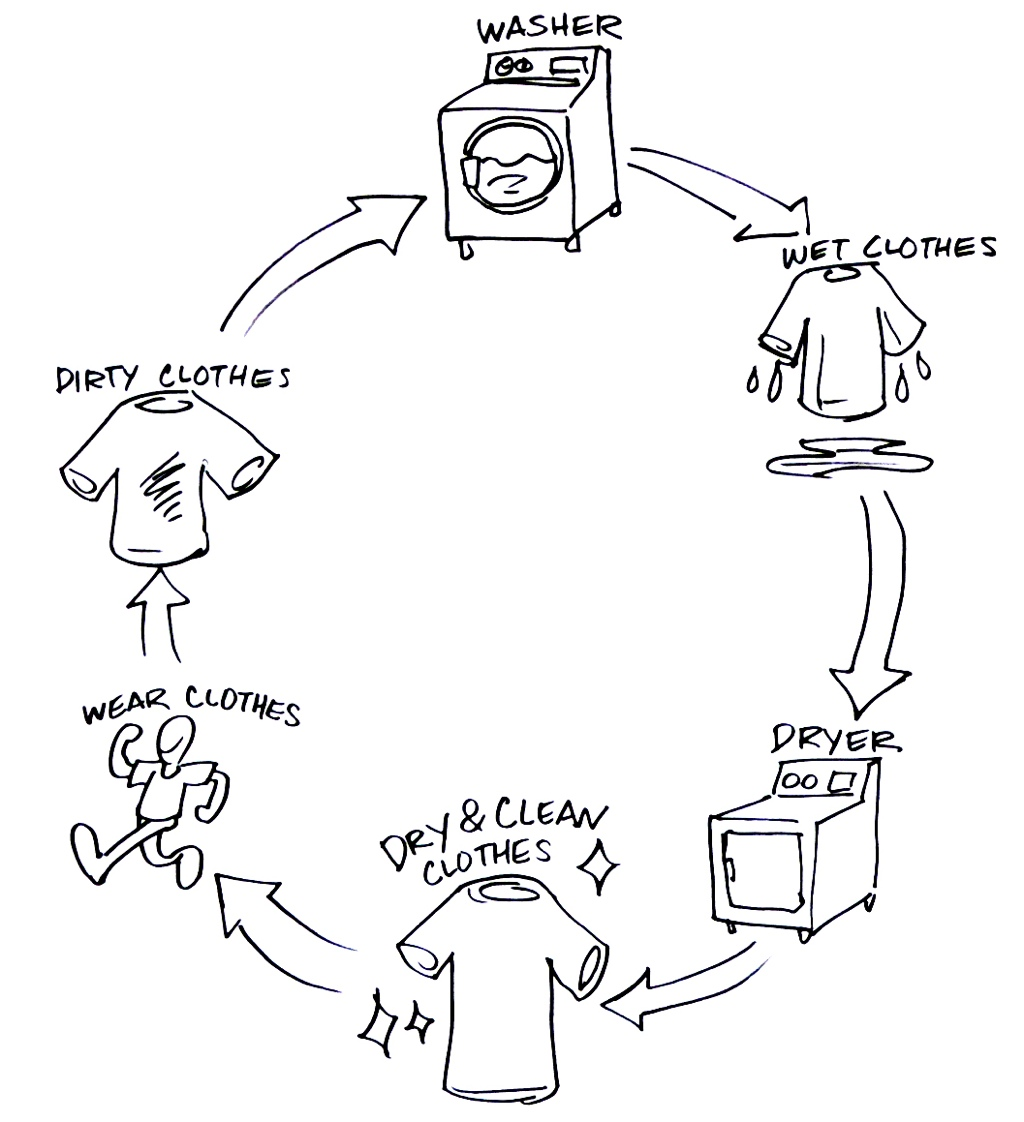 WASHER
WET CLOTHES
DIRTY CLOTHES
WEAR CLOTHES
DRYER
DRY & CLEAN
CLOTHES